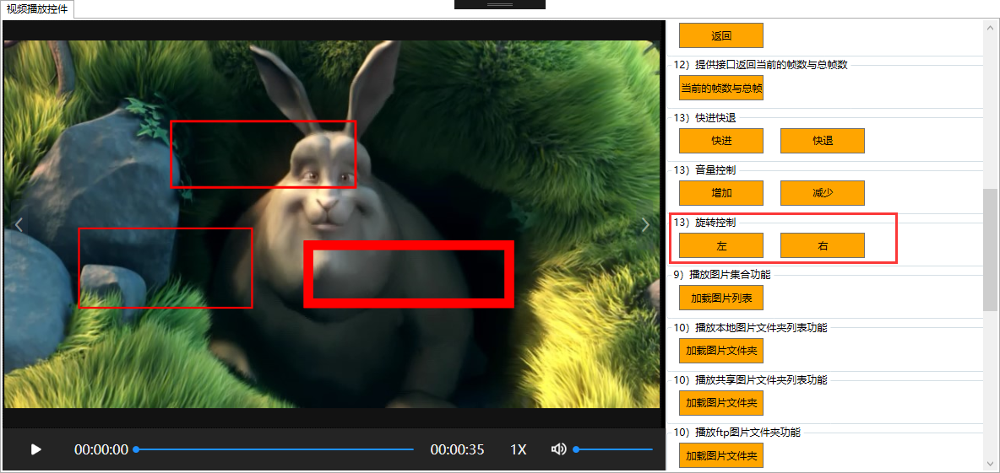 视频播放控件
返回
12）提供接口返回当前的帧数与总帧数
当前的帧数与总帧
13）快进快退
快进 快退
13）音量控制
增加 减少
13）旋转控制
左 右
9）播放图片集合功能
加载图片列表
10）播放本地图片文件夹列表功能
加载图片文件夹
10）播放共享图片文件夹列表功能
加载图片文件夹
10）播放ftp图片文件夹功能
加载图片文件夹
00:00:00 00:00:35 1X